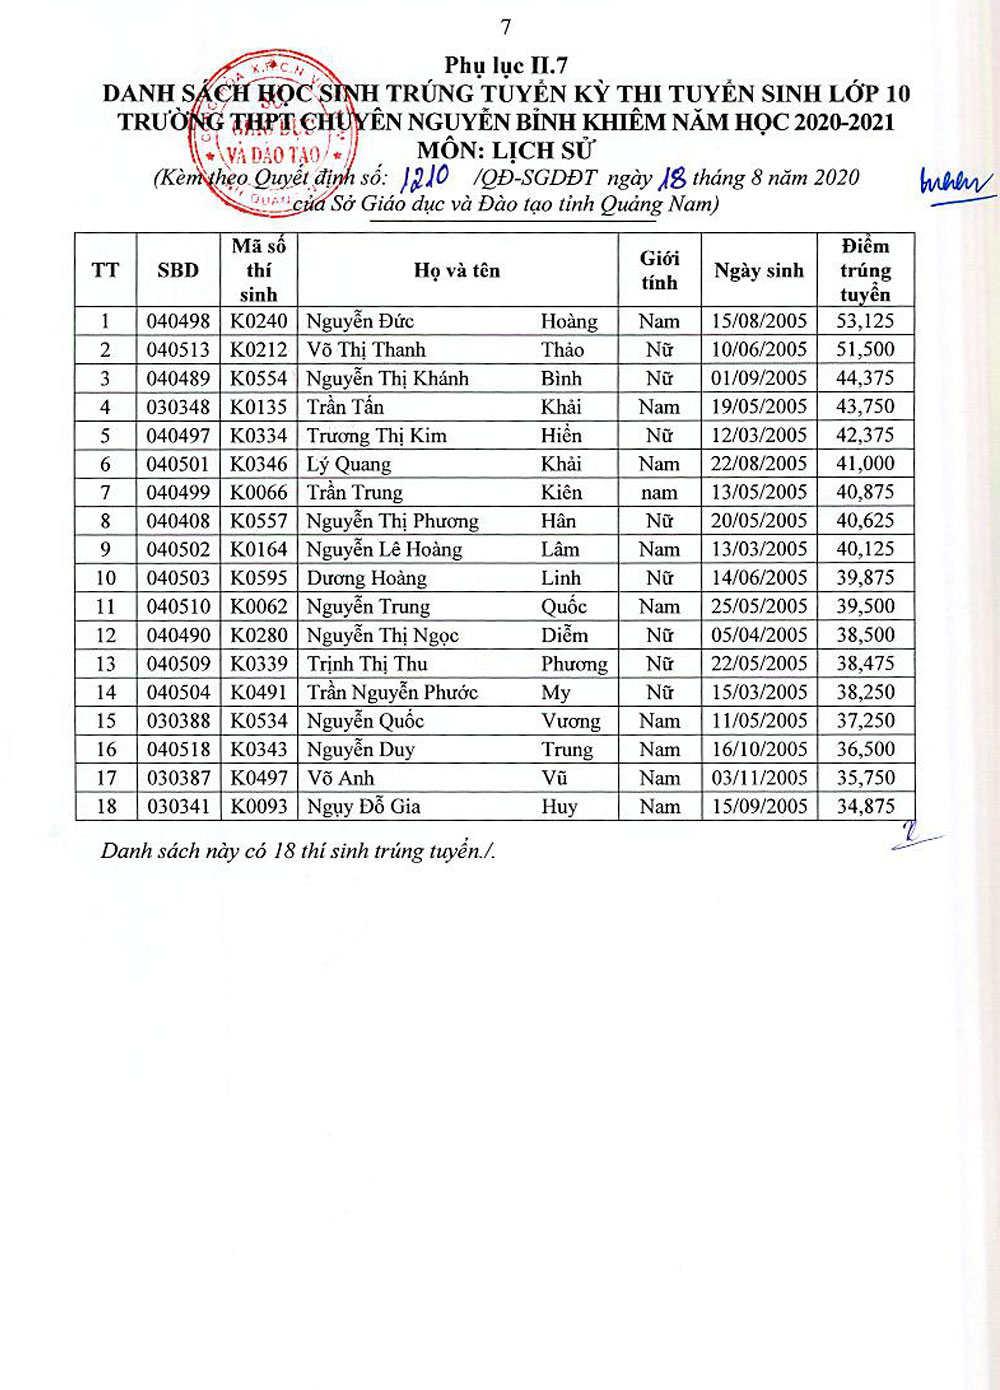 7
Phụ lục II.7
DANH SÁCH HỌC SINH TRÚNG TUYỂN KỲ THI TUYỂN SINH LỚP 10
TRƯỜNG THPT CHUYÊN NGUYỄN BỈNH KHIÊM NĂM HỌC 2020-2021
MÔN: LỊCH SỬ
(Kèm theo Quyết định số: 1210 /QĐ-SGDĐT ngày 18 tháng 8 năm 2020
của Sở Giáo dục và Đào tạo tỉnh Quảng Nam)
SỞ
GIÁO DỤC
VÀ ĐÀO TẠO
TT SBD Mã số thí sinh Họ và tên Giới tính Ngày sinh Điểm trúng tuyển
1 040498 K0240 Nguyễn Đức Hoàng Nam 15/08/2005 53,125
2 040513 K0212 Võ Thị Thanh Thảo Nữ 10/06/2005 51,500
3 040489 K0554 Nguyễn Thị Khánh Bình Nữ 01/09/2005 44,375
4 030348 K0135 Trần Tấn Khải Nam 19/05/2005 43,750
5 040497 K0334 Trương Thị Kim Hiền Nữ 12/03/2005 42,375
6 040501 K0346 Lý Quang Khải Nam 22/08/2005 41,000
7 040499 K0066 Trần Trung Kiên nam 13/05/2005 40,875
8 040408 K0557 Nguyễn Thị Phương Hân Nữ 20/05/2005 40,625
9 040502 K0164 Nguyễn Lê Hoàng Lâm Nam 13/03/2005 40,125
10 040503 K0595 Dương Hoàng Linh Nữ 14/06/2005 39,875
11 040510 K0062 Nguyễn Trung Quốc Nam 25/05/2005 39,500
12 040490 K0280 Nguyễn Thị Ngọc Diễm Nữ 05/04/2005 38,500
13 040509 K0339 Trịnh Thị Thu Phương Nữ 22/05/2005 38,475
14 040504 K0491 Trần Nguyễn Phước My Nữ 15/03/2005 38,250
15 030388 K0534 Nguyễn Quốc Vương Nam 11/05/2005 37,250
16 040518 K0343 Nguyễn Duy Trung Nam 16/10/2005 36,500
17 030387 K0497 Võ Anh Vũ Nam 03/11/2005 35,750
18 030341 K0093 Ngụy Đỗ Gia Huy Nam 15/09/2005 34,875
Danh sách này có 18 thí sinh trúng tuyển./.